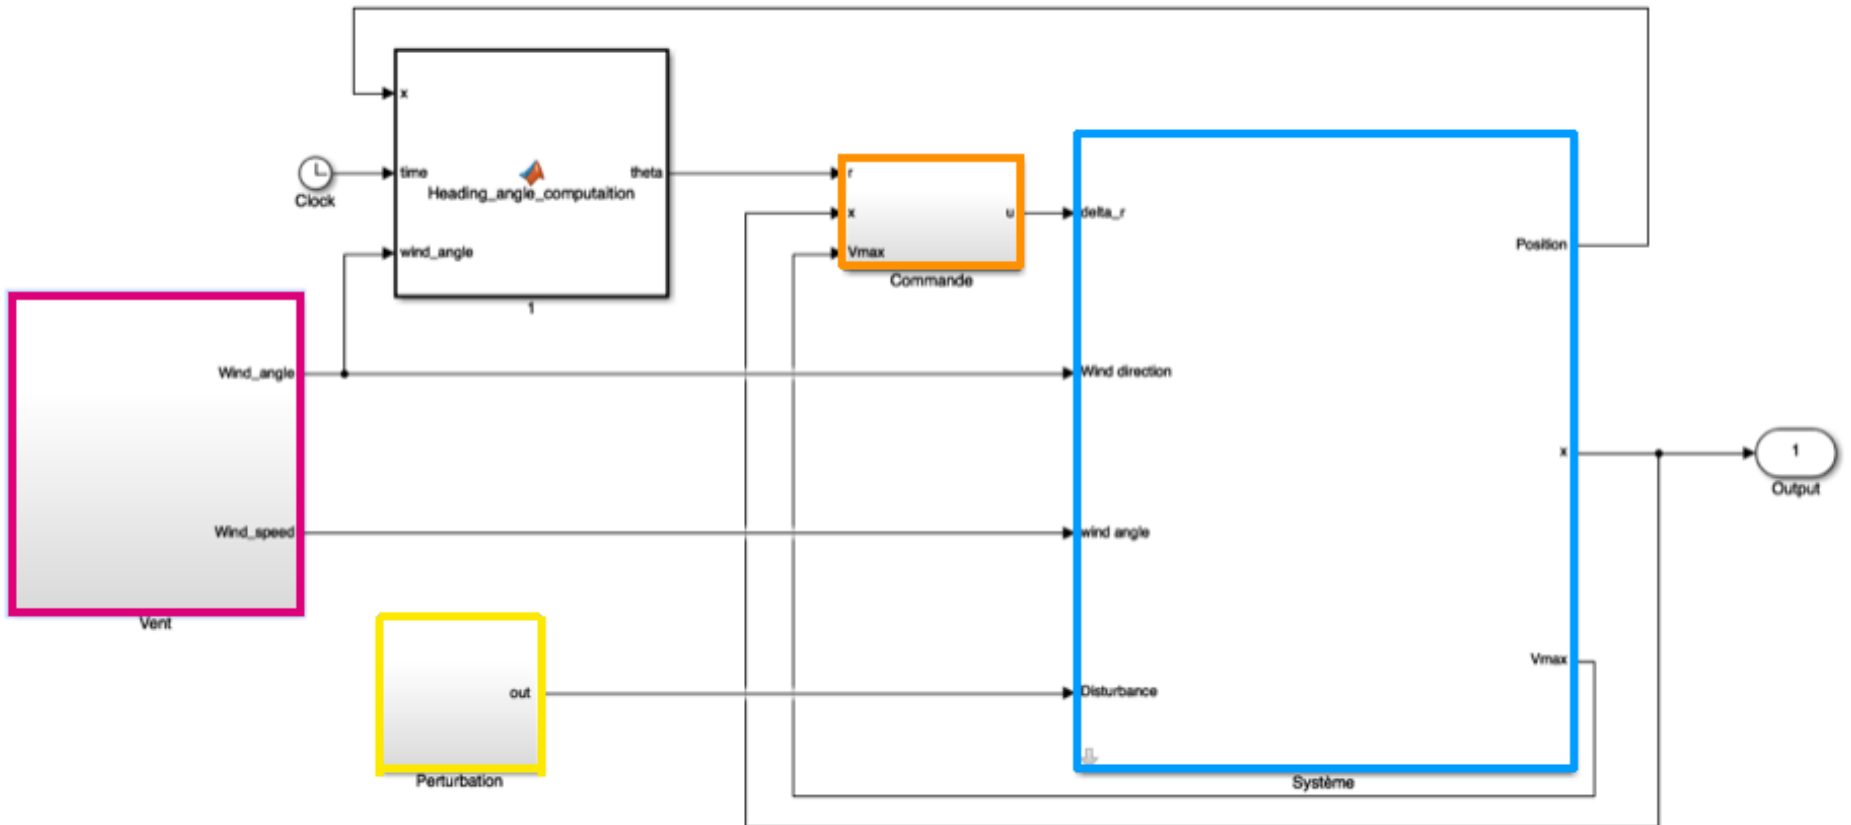 x
time
Heading_angle_computaition
theta
wind_angle
1
Clock
r
x
u
Vmax
Commande
delta_r
Position
Wind direction
x
wind angle
Vmax
Disturbance
Système
Wind_angle
Wind_speed
Vent
out
Perturbation
1
Output